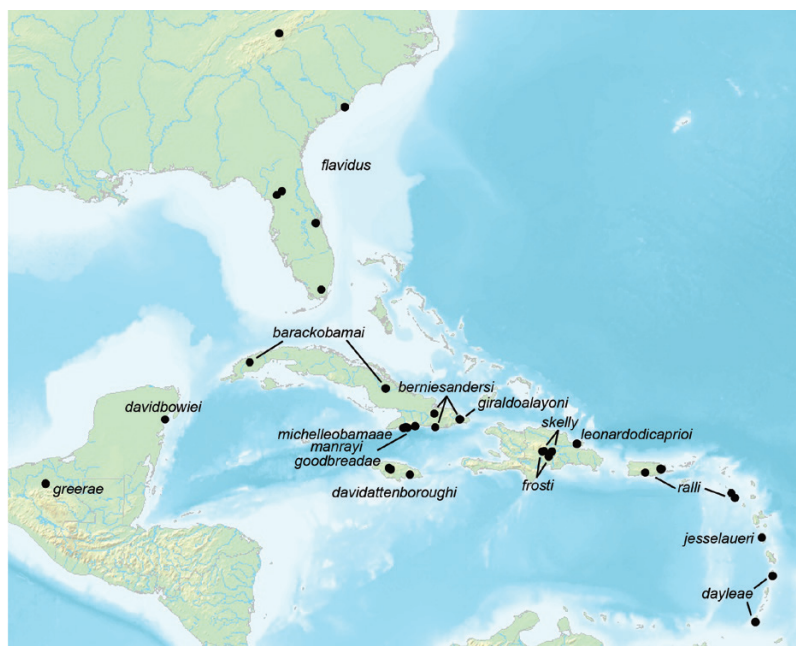 flavidus
barackobamai
berniesandersi
davidbowiei
giraldoalayoni
skelly
michelleobamaae
leonardodicaprioi
manrayi
goodbreadae
frosti
ralli
greerae
davidattenboroughi
jesselaueri
dayleae